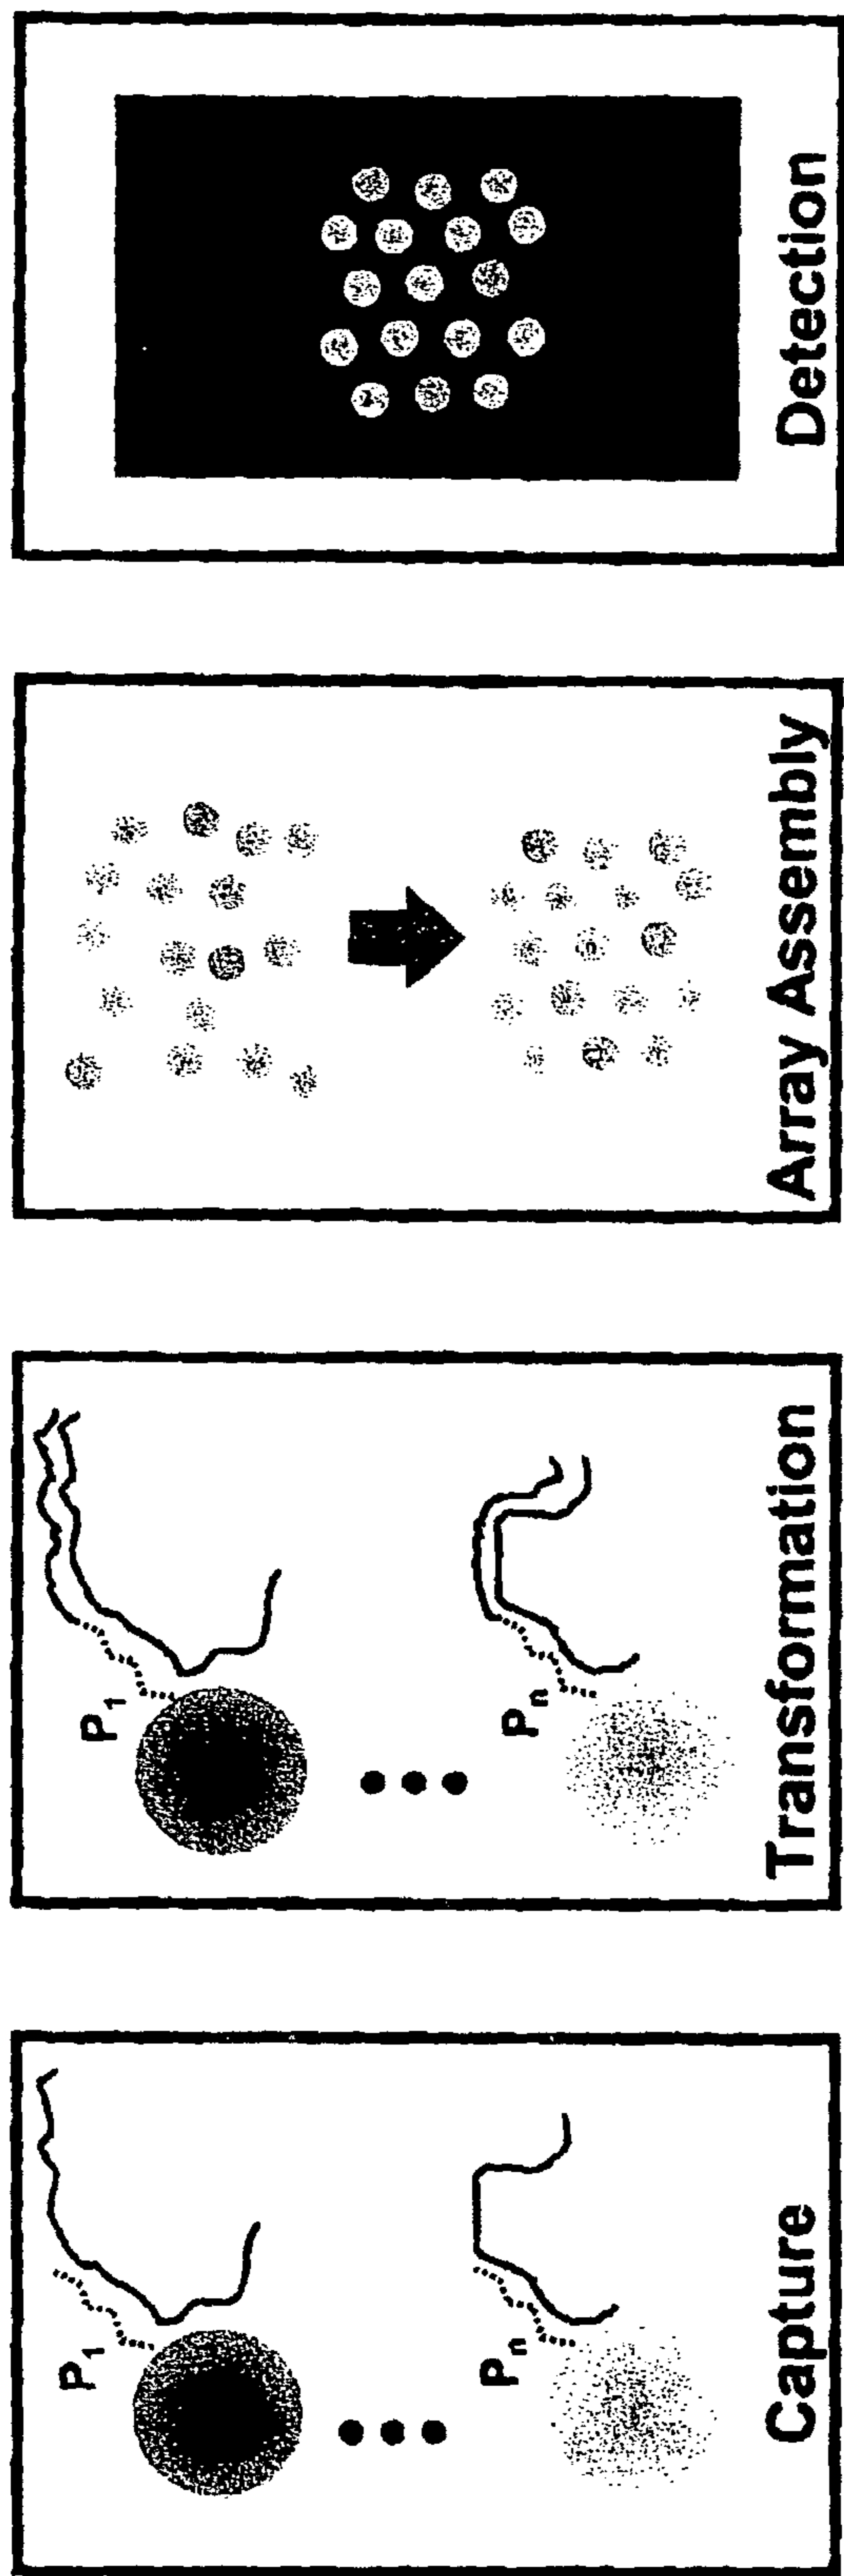 P1
Pn
Capture
P1
Pn
Transformation
Array Assembly
Detection